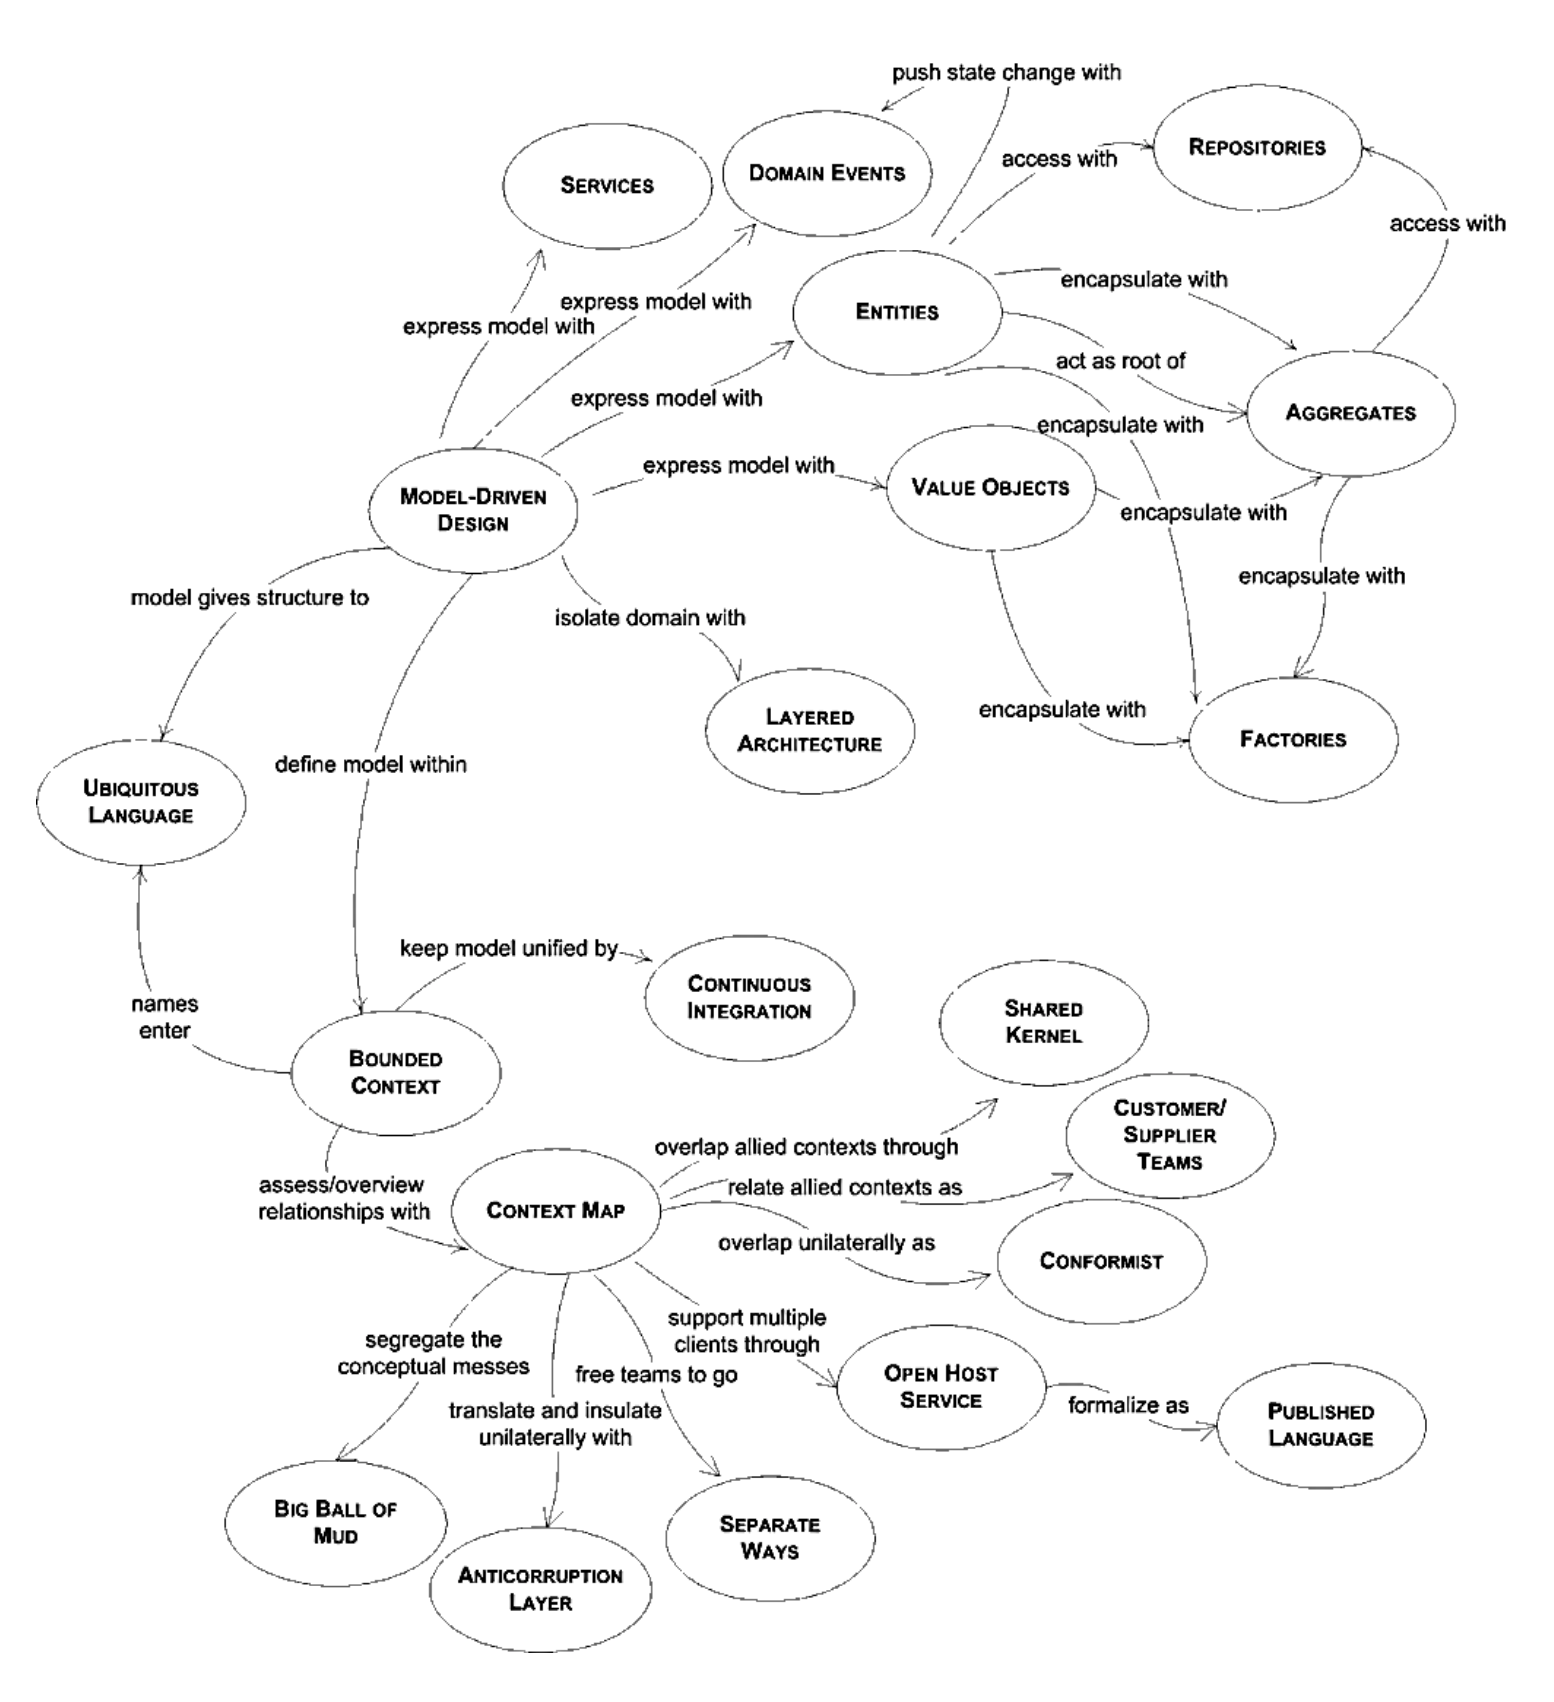 push state change with
REPOSITORIES
access with
DOMAIN EVENTS
SERVICES
access with
encapsulate with
express model with
ENTITIES
express model with
act as root of
express model with
AGGREGATES
encapsulate with
express model with
VALUE OBJECTS
MODEL-DRIVEN
DESIGN
encapsulate with
encapsulate with
model gives structure to
isolate domain with
encapsulate with
LAYERED
ARCHITECTURE
FACTORIES
define model within
UBIQUITOUS
LANGUAGE
keep model unified by
CONTINUOUS
INTEGRATION
names
enter
SHARED
KERNEL
BOUNDED
CONTEXT
CUSTOMER/
SUPPLIER
TEAMS
overlap allied contexts through
assess/overview
relationships with
relate allied contexts as
CONTEXT MAP
overlap unilaterally as
CONFORMIST
support multiple
clients through
segregate the
conceptual messes
free teams to go
OPEN HOST
SERVICE
formalize as
PUBLISHED
LANGUAGE
translate and insulate
unilaterally with
BIG BALL OF
MUD
SEPARATE
WAYS
ANTICORRUPTION
LAYER